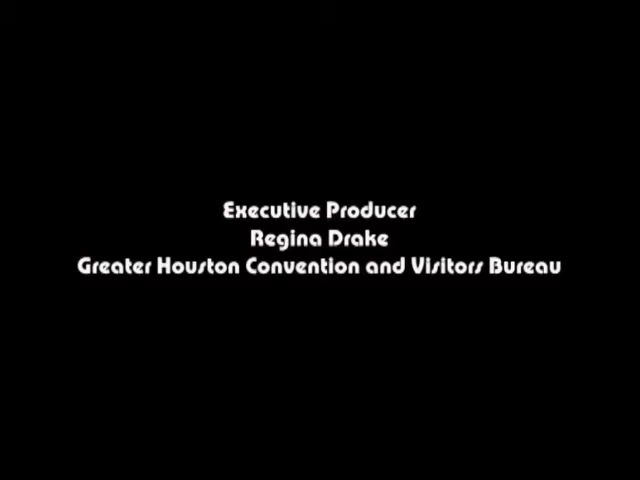 Executive Producer
Regina Drake
Greater Houston Convention and Visitors Bureau